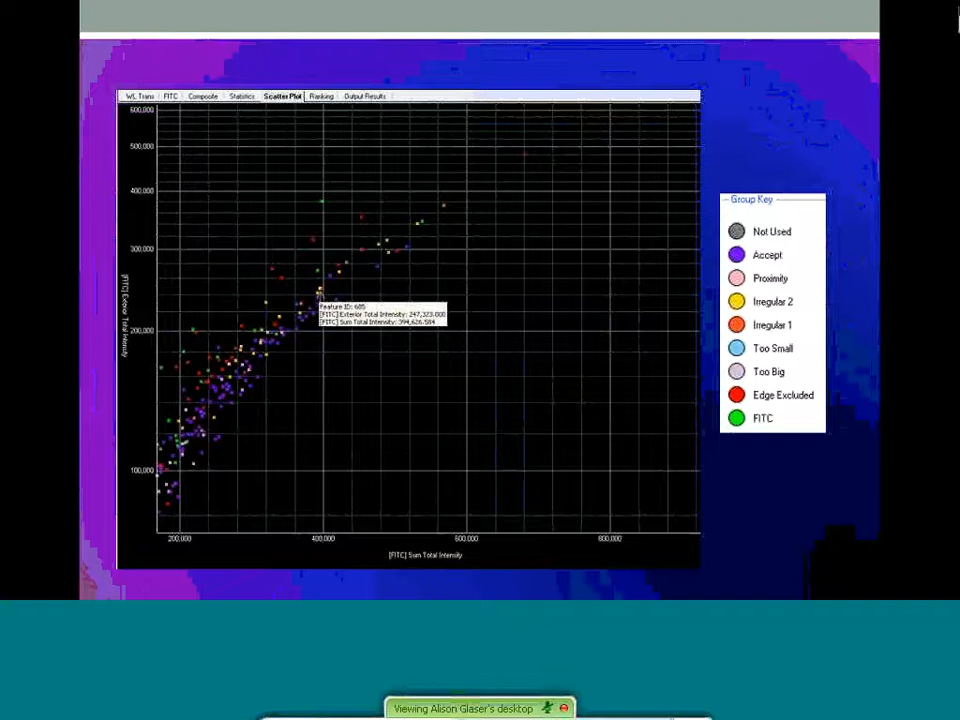 WL Trans FITC Composite Statistics Scatter Plot Ranking Output Results
600,000
500,000
400,000
300,000
200,000
100,000
[FITC] Exterior Total Intensity
Feature ID: 685
[FITC] Exterior Total Intensity: 247,323.000
[FITC] Sum Total Intensity: 394,626.584
200,000 400,000 600,000 800,000
[FITC] Sum Total Intensity
Group Key
Not Used
Accept
Proximity
Irregular 2
Irregular 1
Too Small
Too Big
Edge Excluded
FITC
Viewing Alison Glaser's desktop